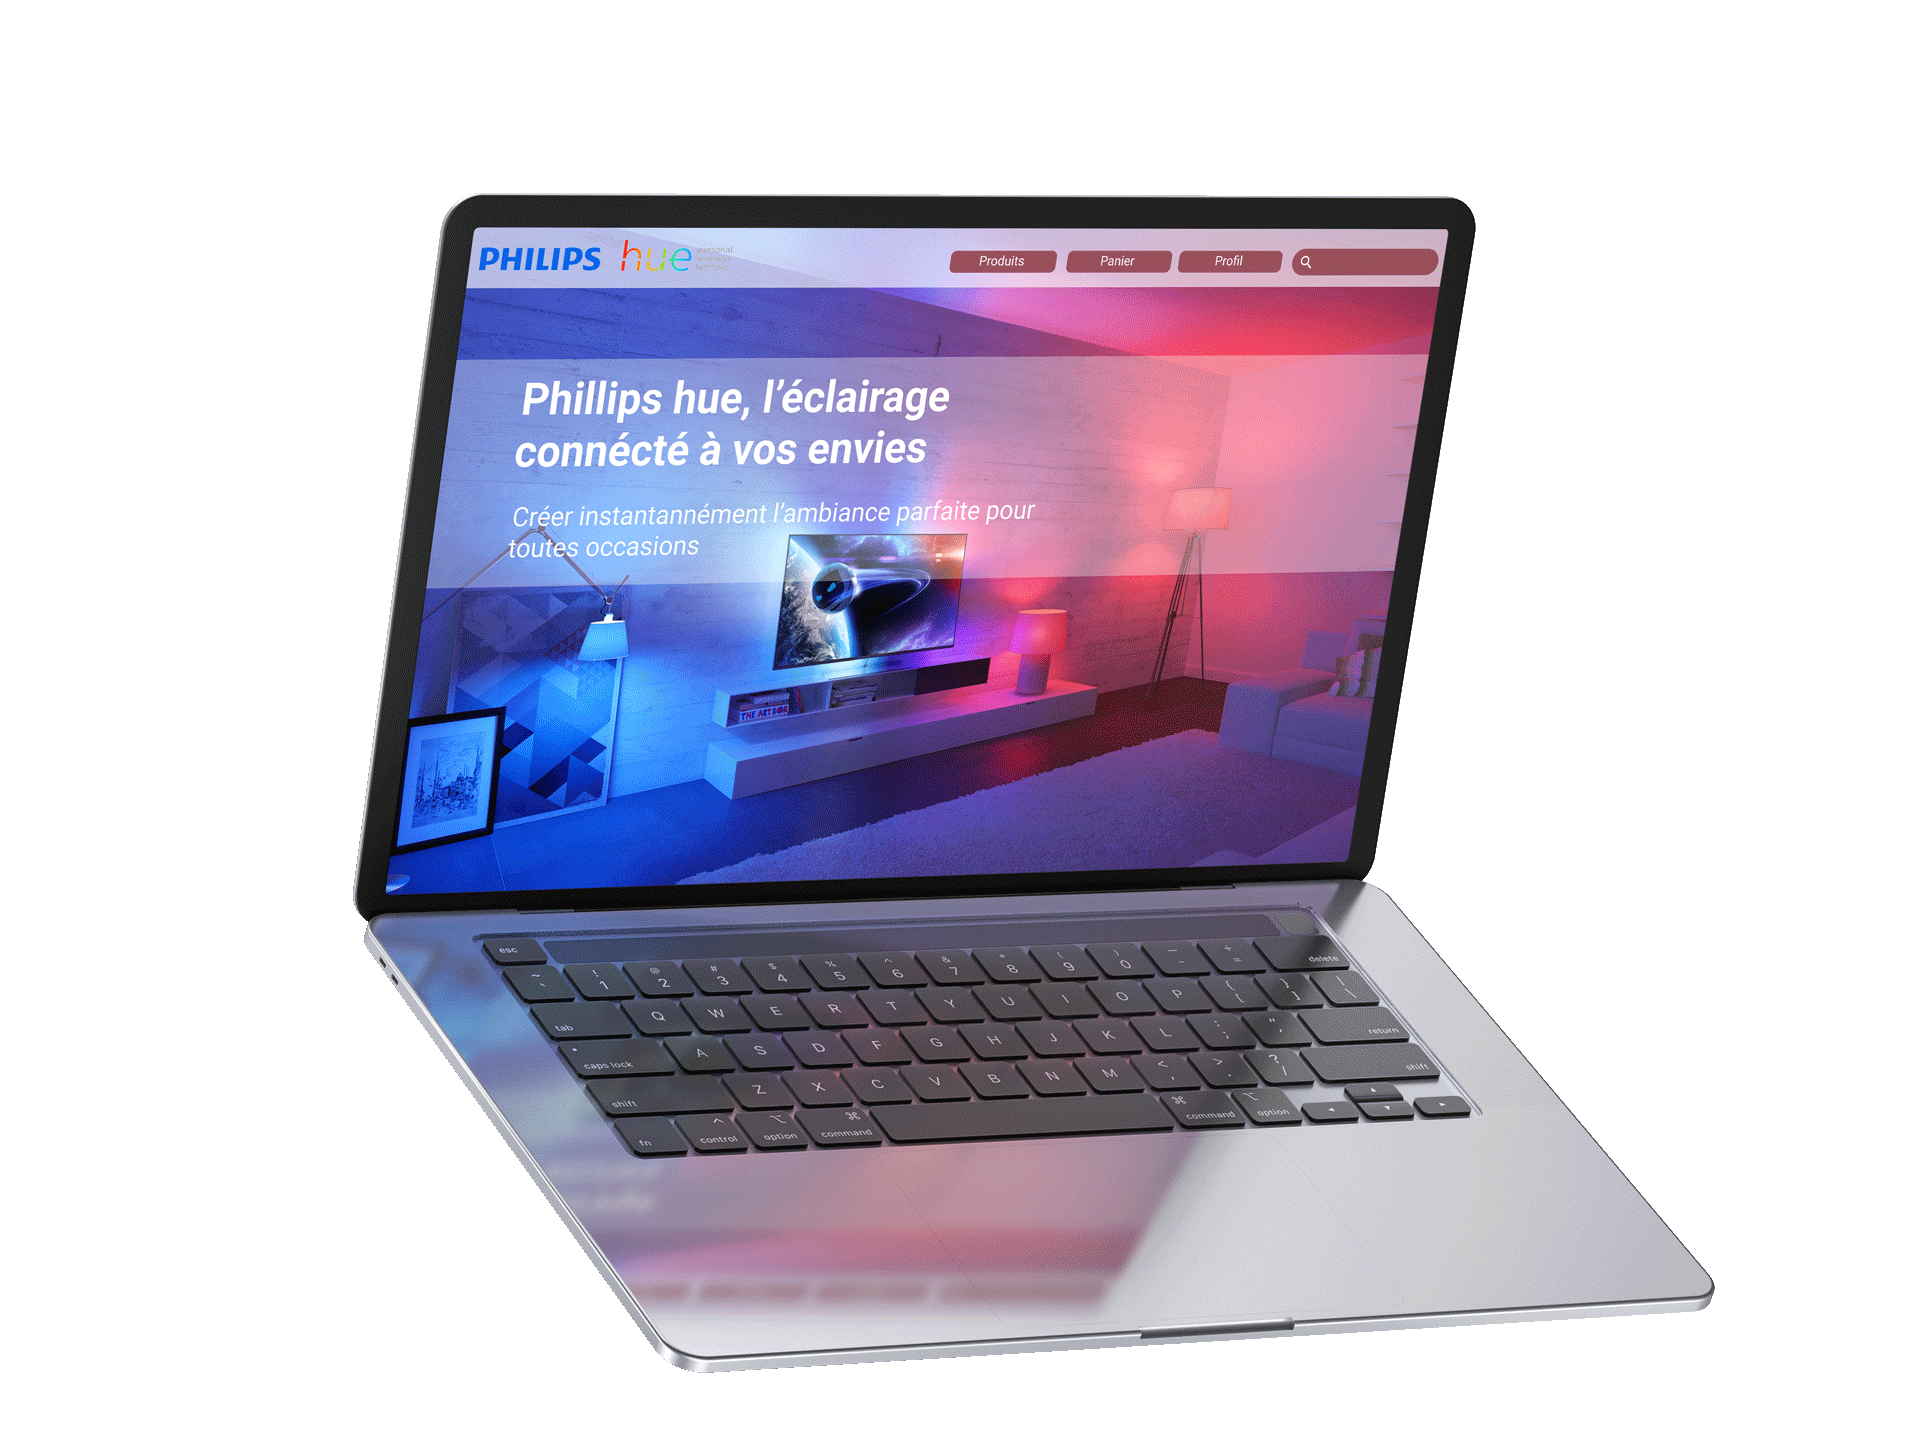 PHILIPS hue personal
Produits
Panier
Profil
Phillips hue, l'éclairage
connécté à vos envies
Créer instantannément l'ambiance parfaite pour
toutes occasions
THE ART BOOK
esc
~ ! @ # $ % ^ & * ( ) _ +
` 1 2 3 4 5 6 7 8 9 0 - = delete
tab Q W E R T Y U I O P { [ } ] | \
caps lock A S D F G H J K L : ; " ' return
shift Z X C V B N M < , > . ? / shift
fn control option command command option